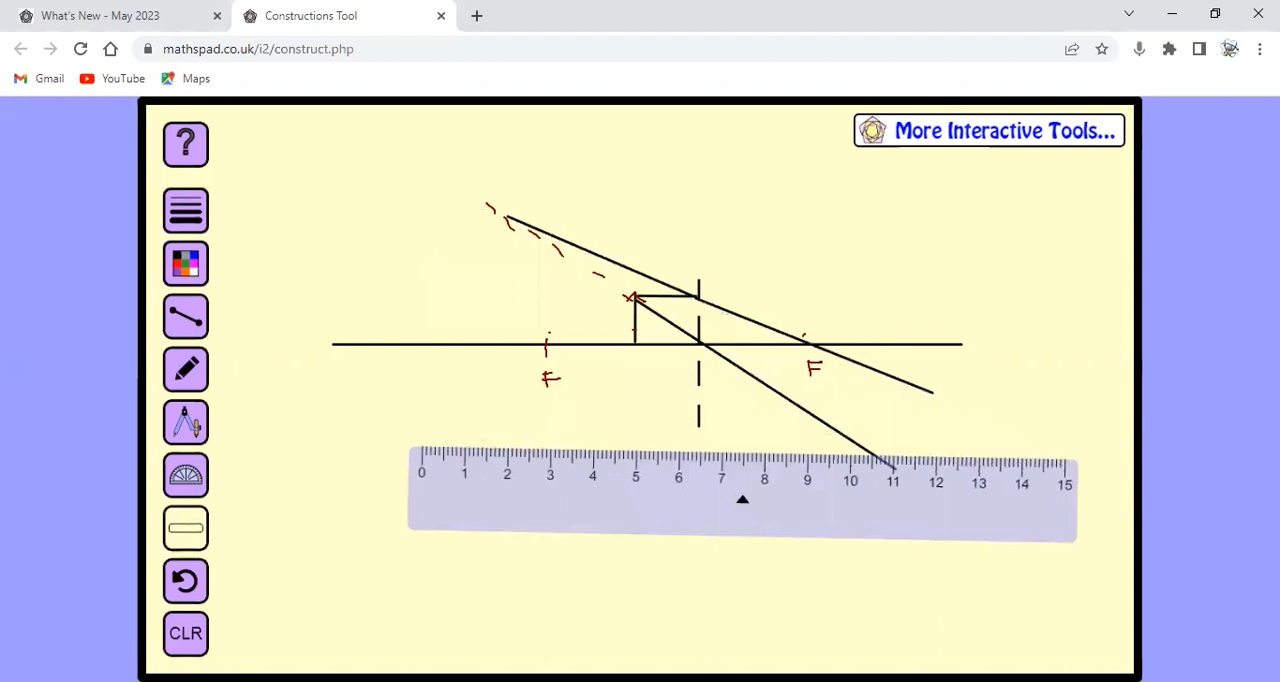 What's New - May 2023
Constructions Tool
mathspad.co.uk/i2/construct.php
Gmail YouTube Maps
?
More Interactive Tools...
F F
0 1 2 3 4 5 6 7 8 9 10 11 12 13 14 15
CLR